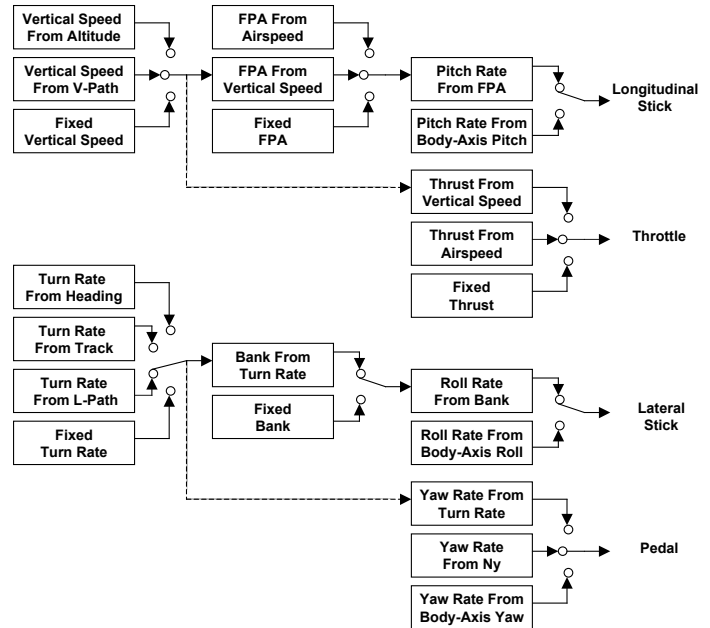 Vertical Speed
From Altitude
FPA From
Airspeed
Vertical Speed
From V-Path
FPA From
Vertical Speed
Pitch Rate
From FPA
Longitudinal
Stick
Fixed
Vertical Speed
Fixed
FPA
Pitch Rate From
Body-Axis Pitch
Thrust From
Vertical Speed
Thrust From
Airspeed
Throttle
Fixed
Thrust
Turn Rate
From Heading
Turn Rate
From Track
Bank From
Turn Rate
Turn Rate
From L-Path
Roll Rate
From Bank
Lateral
Stick
Fixed
Turn Rate
Fixed
Bank
Roll Rate From
Body-Axis Roll
Yaw Rate From
Turn Rate
Yaw Rate
From Ny
Pedal
Yaw Rate From
Body-Axis Yaw